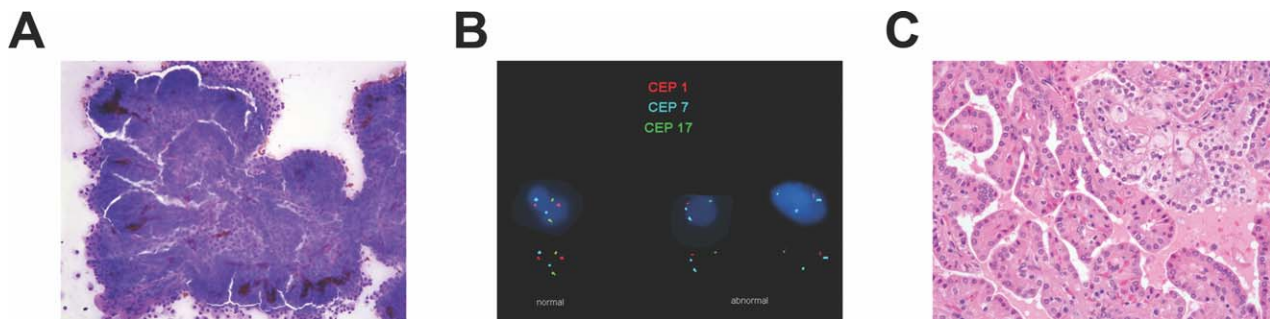 A
B
C
CEP 1
CEP 7
CEP 17
normal
abnormal